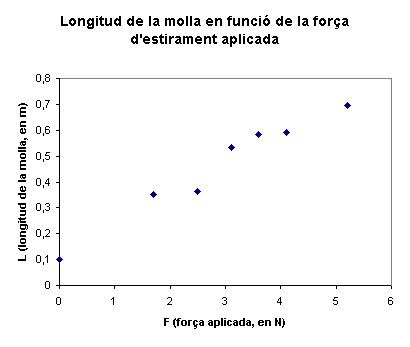 Longitud de la molla en funció de la força
d'estirament aplicada
L (longitud de la molla, en m)
0,8
0,7
0,6
0,5
0,4
0,3
0,2
0,1
0
0 1 2 3 4 5 6
F (força aplicada, en N)